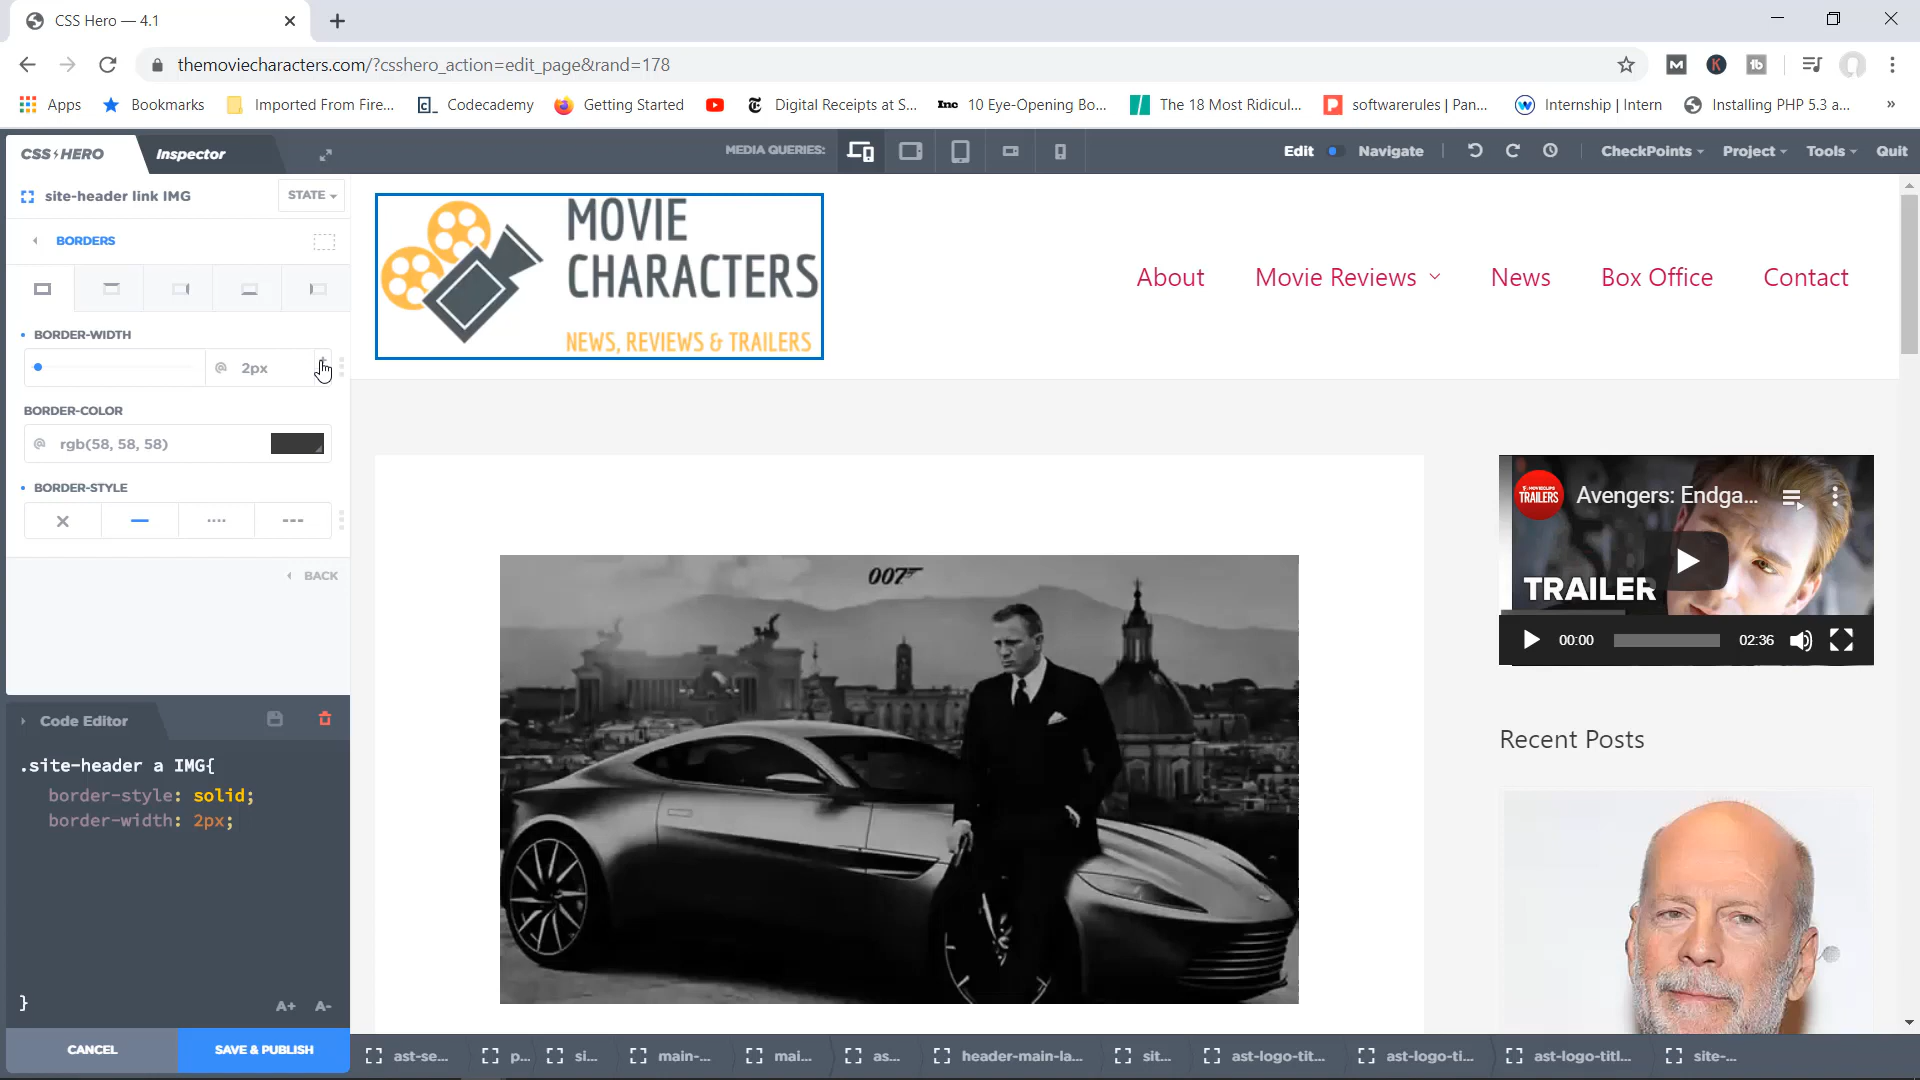 CSS Hero — 4.1
themoviecharacters.com/?csshero_action=edit_page&rand=178
Apps
Bookmarks
Imported From Fire...
Codecademy
Getting Started
Digital Receipts at S...
Inc
10 Eye-Opening Bo...
The 18 Most Ridicul...
softwarerules | Pan...
Internship | Intern
Installing PHP 5.3 a...
»
CSS HERO
Inspector
MEDIA QUERIES:
Edit
Navigate
CheckPoints
Project
Tools
Quit
site-header link IMG
STATE
BORDERS
BORDER-WIDTH
@ 2px
BORDER-COLOR
@ rgb(58, 58, 58)
BORDER-STYLE
BACK
Code Editor
.site-header a IMG{
border-style: solid;
border-width: 2px;
}
A+ A-
CANCEL
SAVE & PUBLISH
MOVIE
CHARACTERS
NEWS, REVIEWS & TRAILERS
About
Movie Reviews
News
Box Office
Contact
007
MOVIECLIPS
TRAILERS
Avengers: Endga...
TRAILER
00:00
02:36
Recent Posts
ast-se...
p...
si...
main-...
mai...
as...
header-main-la...
sit...
ast-logo-tit...
ast-logo-ti...
ast-logo-titl...
site-...